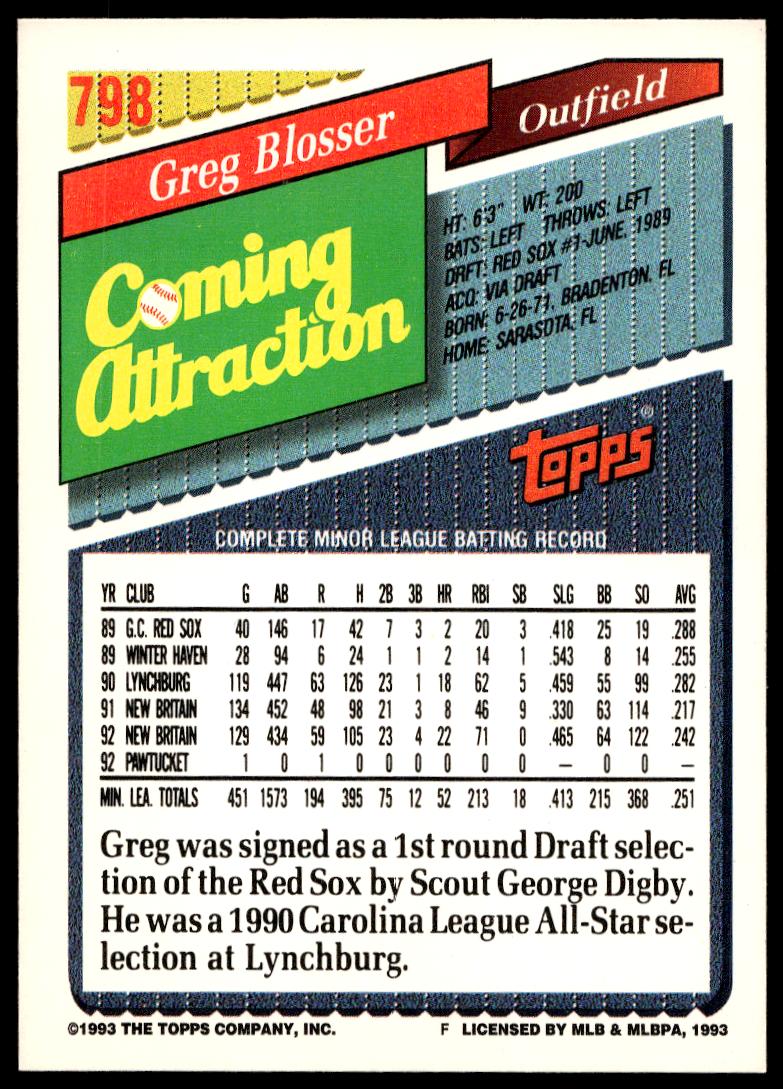 798
Greg Blosser
Outfield
Coming
Attraction
HT: 6'3" WT: 200
BATS: LEFT THROWS: LEFT
DRFT: RED SOX #1-JUNE, 1989
ACQ: VIA DRAFT
BORN: 6-26-71, BRADENTON, FL
HOME: SARASOTA, FL
TOPPS®
COMPLETE MINOR LEAGUE BATTING RECORD
YR CLUB G AB R H 2B 3B HR RBI SB SLG BB SO AVG
89 G.C. RED SOX 40 146 17 42 7 3 2 20 3 .418 25 19 .288
89 WINTER HAVEN 28 94 6 24 1 1 2 14 1 .543 8 14 .255
90 LYNCHBURG 119 447 63 126 23 1 18 62 5 .459 55 99 .282
91 NEW BRITAIN 134 452 48 98 21 3 8 46 9 .330 63 114 .217
92 NEW BRITAIN 129 434 59 105 23 4 22 71 0 .465 64 122 .242
92 PAWTUCKET 1 0 1 0 0 0 0 0 0 — 0 0 —
MIN. LEA. TOTALS 451 1573 194 395 75 12 52 213 18 .413 215 368 .251
Greg was signed as a 1st round Draft selec-
tion of the Red Sox by Scout George Digby.
He was a 1990 Carolina League All-Star se-
lection at Lynchburg.
©1993 THE TOPPS COMPANY, INC. F LICENSED BY MLB & MLBPA, 1993